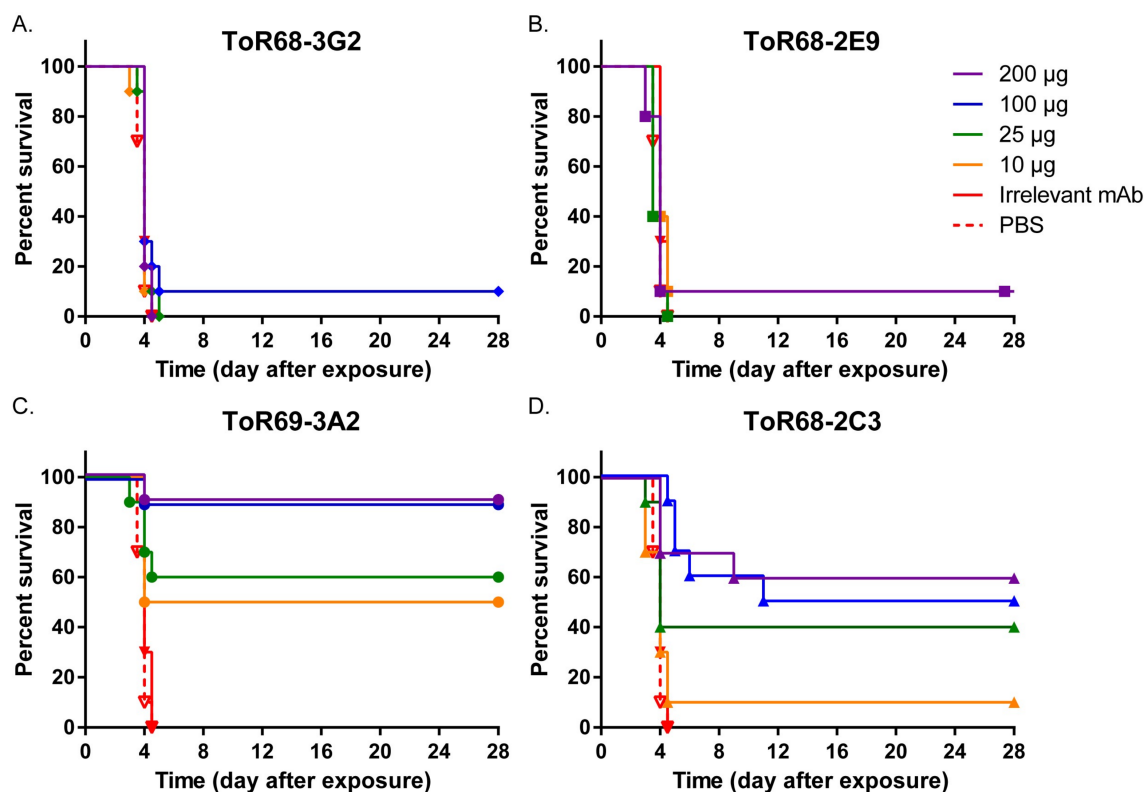 A.
ToR68-3G2
Percent survival
100
80
60
40
20
0
0 4 8 12 16 20 24 28
Time (day after exposure)
B.
ToR68-2E9
Percent survival
100
80
60
40
20
0
0 4 8 12 16 20 24 28
Time (day after exposure)
200 µg
100 µg
25 µg
10 µg
Irrelevant mAb
PBS
C.
ToR69-3A2
Percent survival
100
80
60
40
20
0
0 4 8 12 16 20 24 28
Time (day after exposure)
D.
ToR68-2C3
Percent survival
100
80
60
40
20
0
0 4 8 12 16 20 24 28
Time (day after exposure)